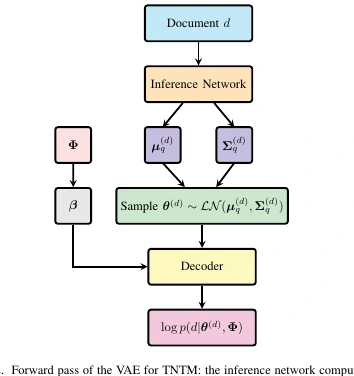 Document d
Inference Network
Φ
μ_q^(d)
Σ_q^(d)
β
Sample θ^(d) ∼ LN(μ_q^(d), Σ_q^(d))
Decoder
log p(d|θ^(d), Φ)
. Forward pass of the VAE for TNTM: the inference network compu